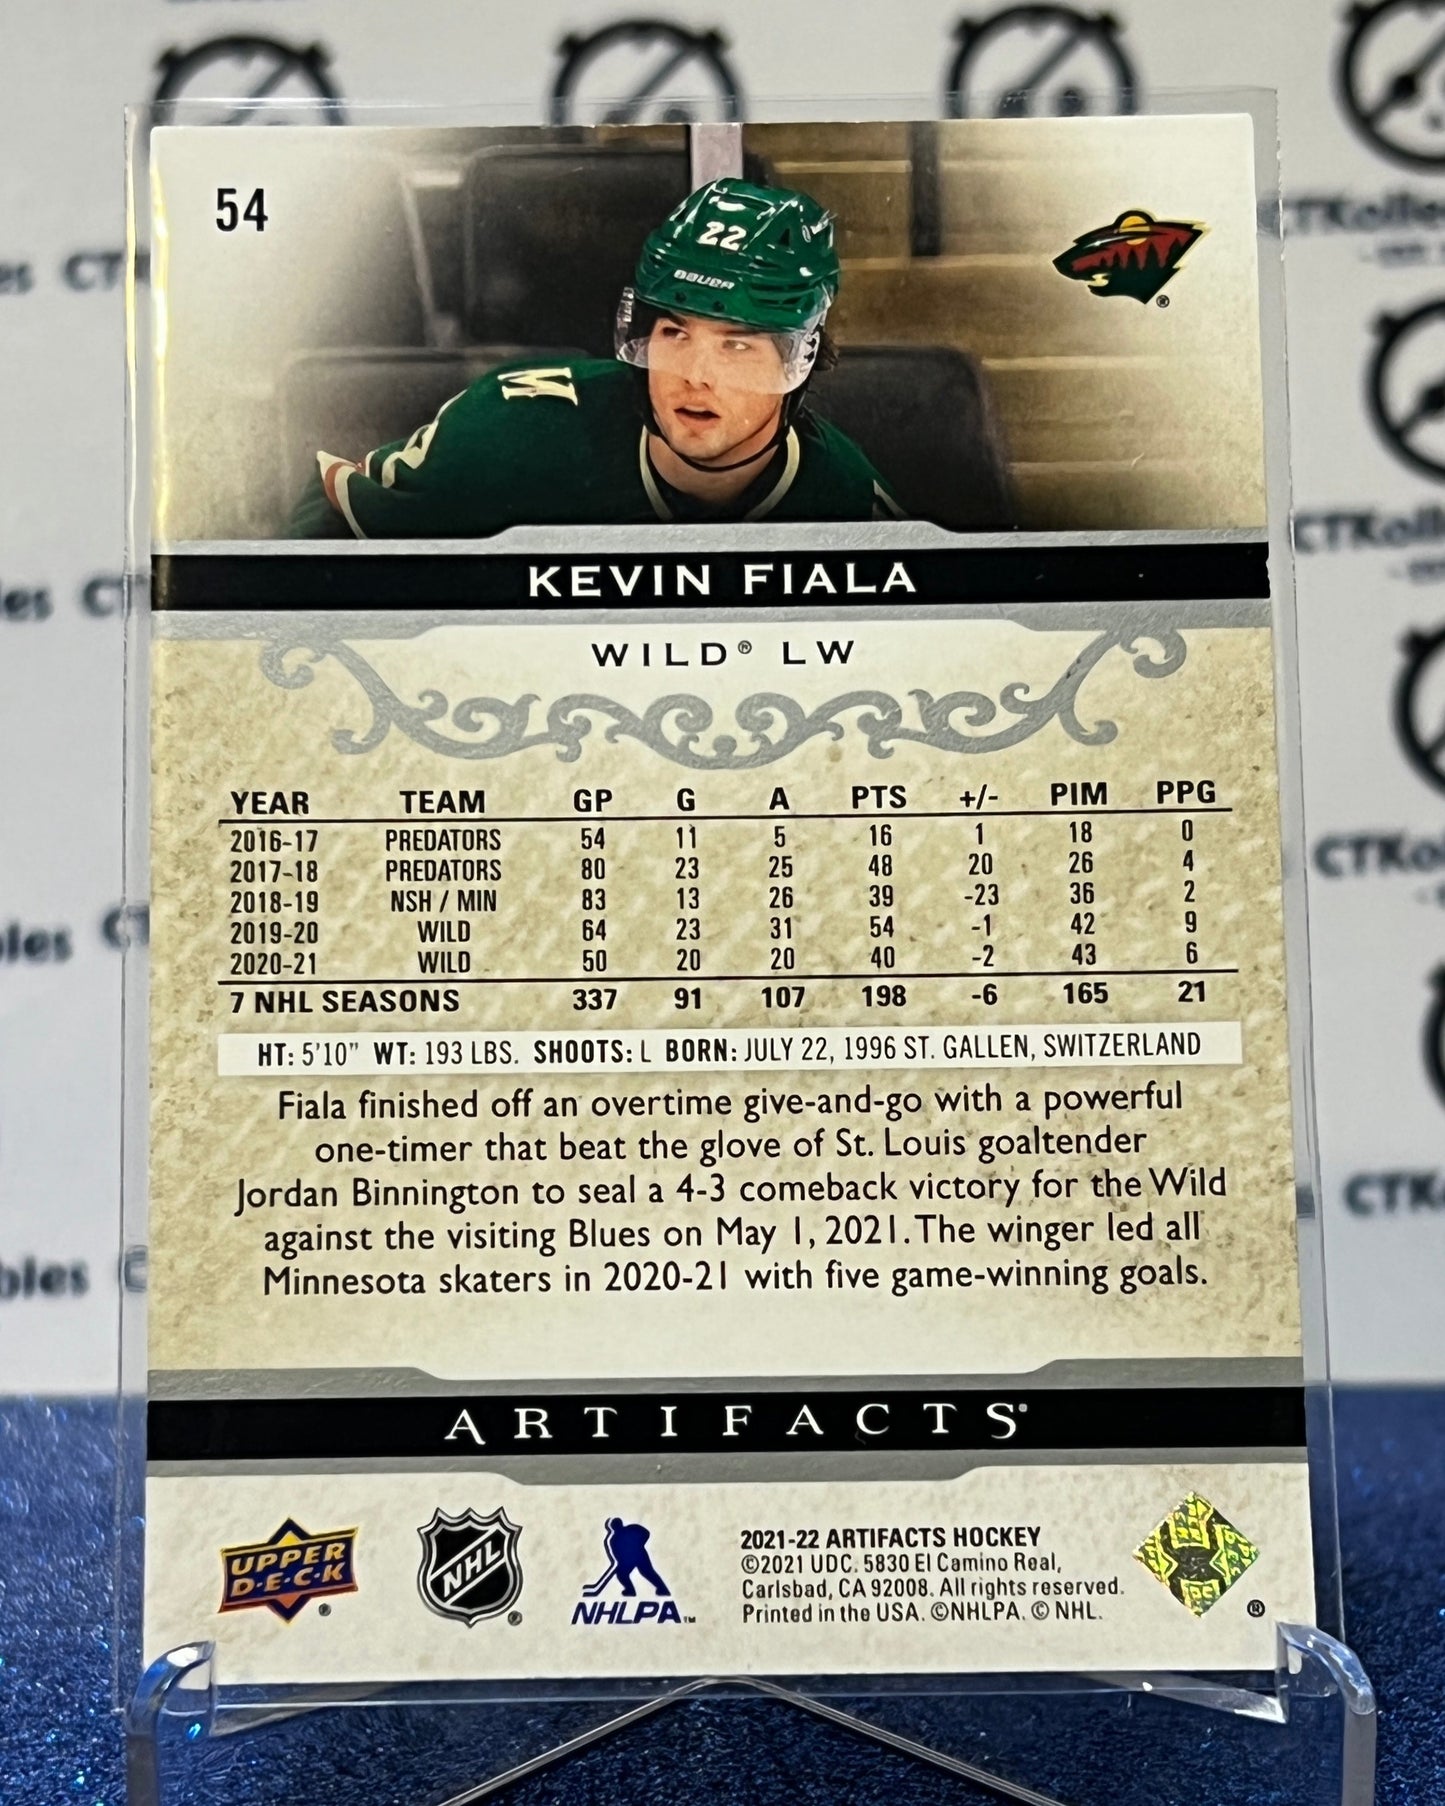 54
22
BAUER
M
KEVIN FIALA
WILD® LW
YEAR TEAM GP G A PTS +/- PIM PPG
2016-17 PREDATORS 54 11 5 16 1 18 0
2017-18 PREDATORS 80 23 25 48 20 26 4
2018-19 NSH / MIN 83 13 26 39 -23 36 2
2019-20 WILD 64 23 31 54 -1 42 9
2020-21 WILD 50 20 20 40 -2 43 6
7 NHL SEASONS 337 91 107 198 -6 165 21
HT: 5'10" WT: 193 LBS. SHOOTS: L BORN: JULY 22, 1996 ST. GALLEN, SWITZERLAND
Fiala finished off an overtime give-and-go with a powerful
one-timer that beat the glove of St. Louis goaltender
Jordan Binnington to seal a 4-3 comeback victory for the Wild
against the visiting Blues on May 1, 2021. The winger led all
Minnesota skaters in 2020-21 with five game-winning goals.
ARTIFACTS®
UPPER
D·E·C·K
®
NHL
®
NHLPA™
2021-22 ARTIFACTS HOCKEY
©2021 UDC. 5830 El Camino Real,
Carlsbad, CA 92008. All rights reserved.
Printed in the USA. ©NHLPA. © NHL.
®